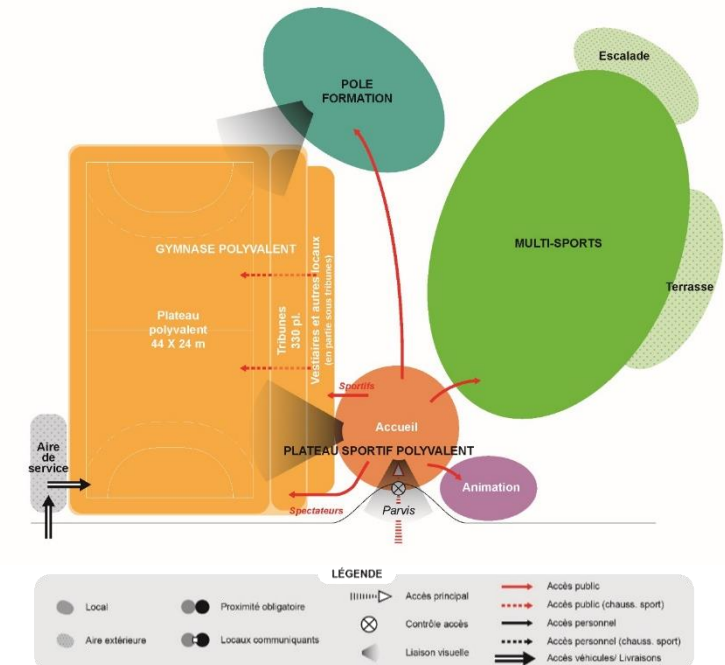 Escalade
POLE
FORMATION
MULTI-SPORTS
GYMNASE POLYVALENT
Terrasse
Plateau
polyvalent
44 X 24 m
Tribunes
330 pl.
Vestiaires et autres locaux
(en partie sous tribunes)
Sportifs
Accueil
PLATEAU SPORTIF POLYVALENT
Aire
de
service
Animation
Spectateurs
Parvis
LÉGENDE
Local
Aire extérieure
Proximité obligatoire
Locaux communiquants
Accès principal
Contrôle accès
Liaison visuelle
Accès public
Accès public (chauss. sport)
Accès personnel
Accès personnel (chauss. sport)
Accès véhicules/ Livraisons